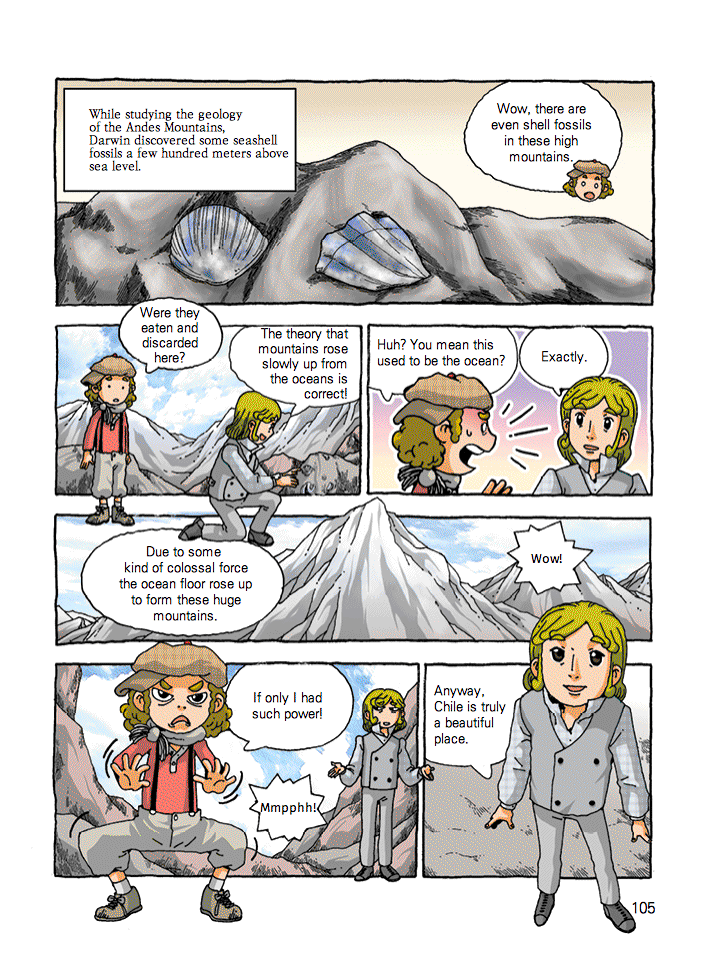 While studying the geology
of the Andes Mountains,
Darwin discovered some seashell
fossils a few hundred meters above
sea level.
Wow, there are
even shell fossils
in these high
mountains.
Were they
eaten and
discarded
here?
The theory that
mountains rose
slowly up from
the oceans is
correct!
Huh? You mean this
used to be the ocean?
Exactly.
Due to some
kind of colossal force
the ocean floor rose up
to form these huge
mountains.
Wow!
If only I had
such power!
Mmpphh!
Anyway,
Chile is truly
a beautiful
place.
105